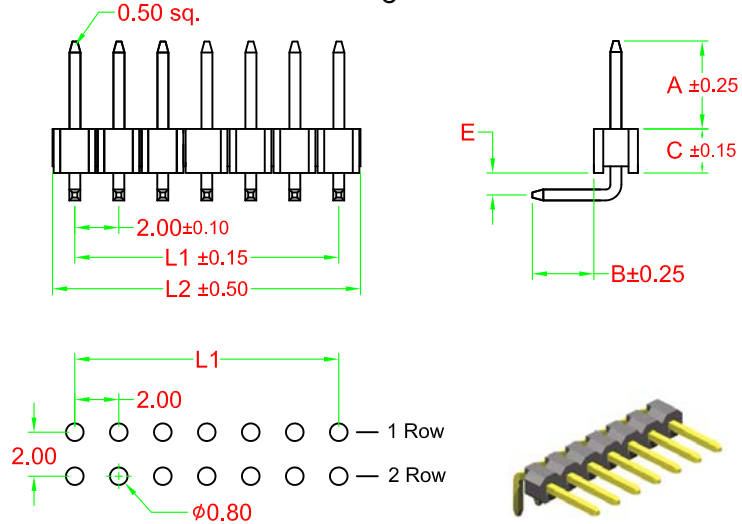 0.50 sq.
A ±0.25
E
C ±0.15
2.00±0.10
L1 ±0.15
B±0.25
L2 ±0.50
L1
2.00
1 Row
2.00
2 Row
ϕ0.80